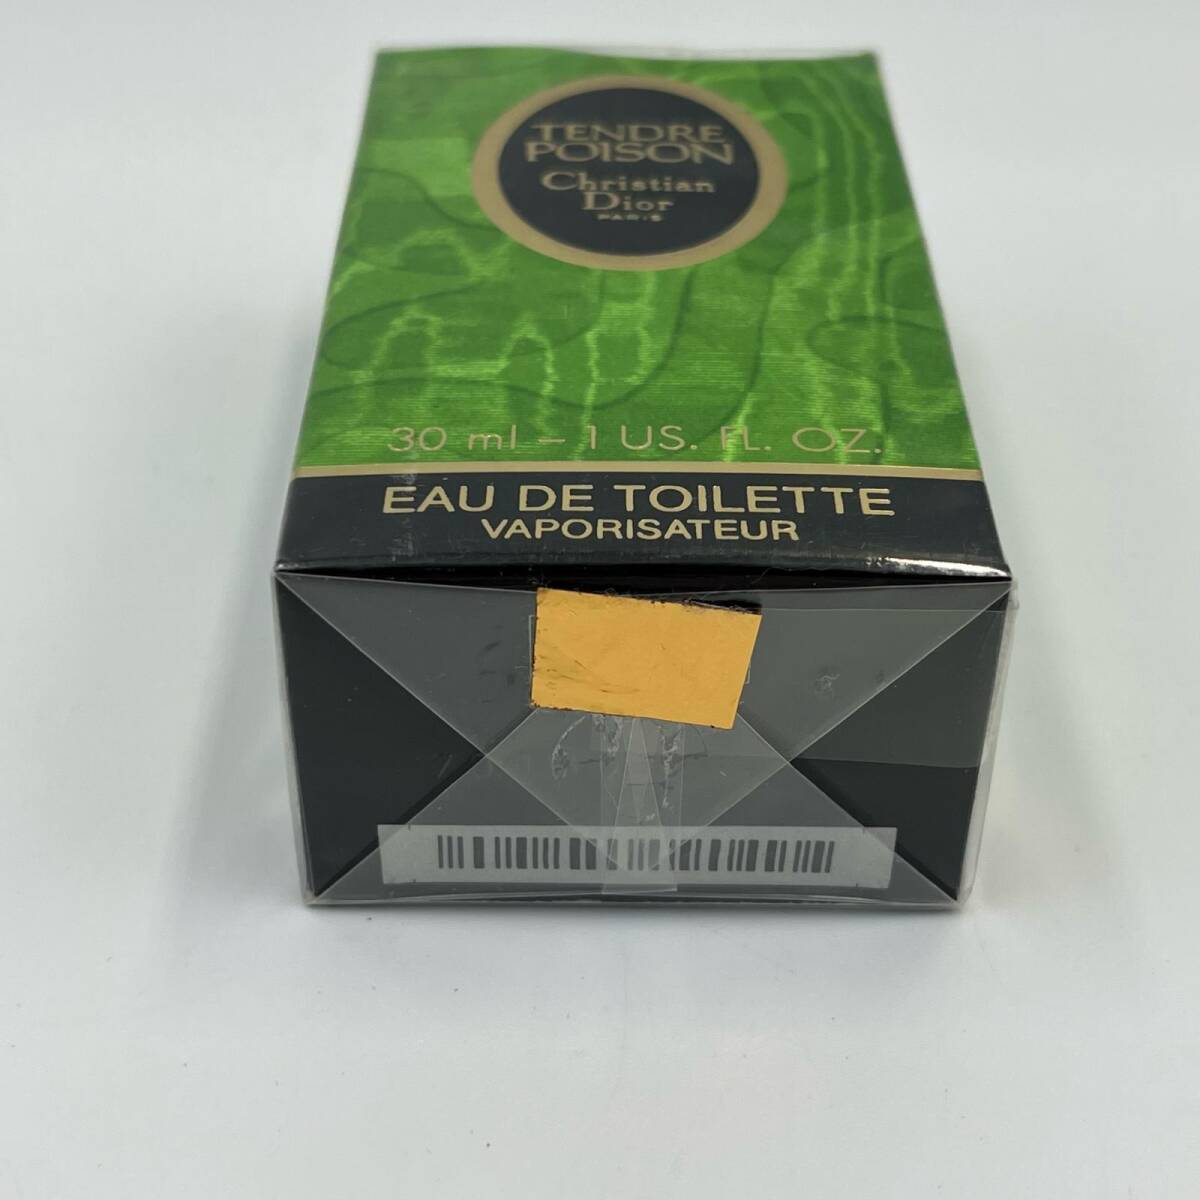 TENDRE
POISON
Christian
Dior
PARIS
30 ml - 1 US. FL. OZ.
EAU DE TOILETTE
VAPORISATEUR